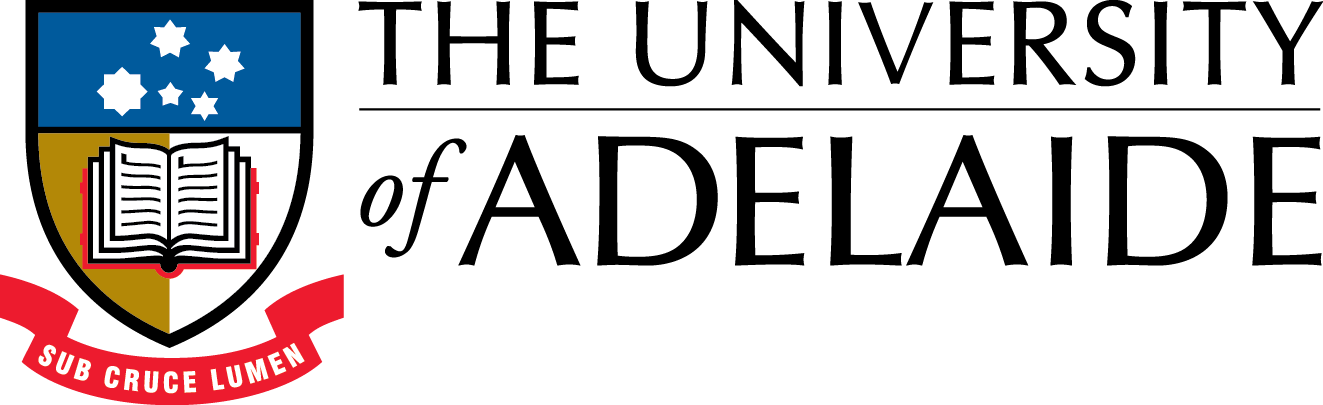 THE UNIVERSITY
of ADELAIDE
SUB CRUCE LUMEN